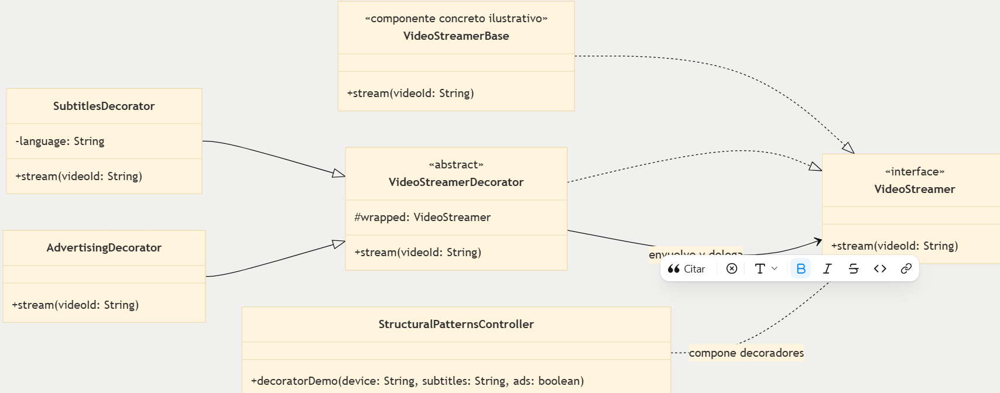 «componente concreto ilustrativo»
VideoStreamerBase
+stream(videoId: String)
SubtitlesDecorator
-language: String
+stream(videoId: String)
«abstract»
VideoStreamerDecorator
#wrapped: VideoStreamer
+stream(videoId: String)
«interface»
VideoStreamer
+stream(videoId: String)
AdvertisingDecorator
+stream(videoId: String)
envuelve y delega
Citar
StructuralPatternsController
+decoratorDemo(device: String, subtitles: String, ads: boolean)
compone decoradores